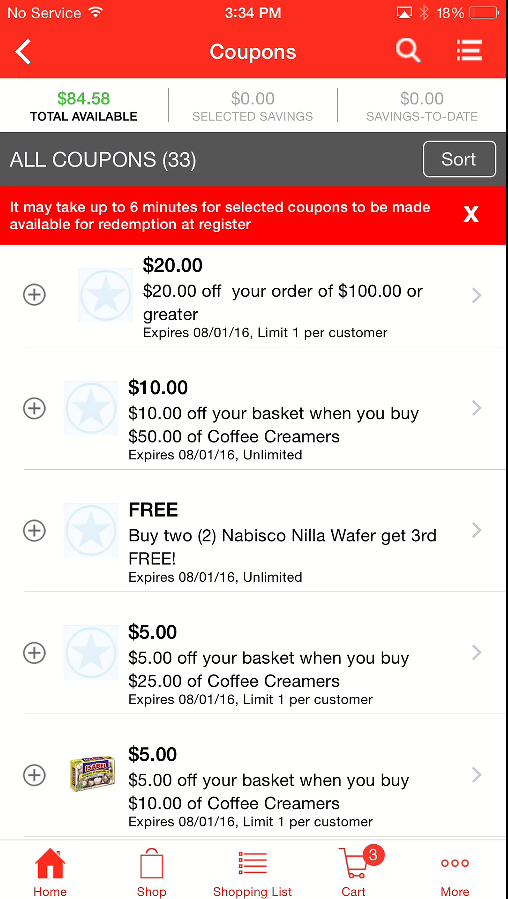 No Service 3:34 PM 18%
Coupons
$84.58 $0.00 $0.00
TOTAL AVAILABLE SELECTED SAVINGS SAVINGS-TO-DATE
ALL COUPONS (33) Sort
It may take up to 6 minutes for selected coupons to be made X
available for redemption at register
$20.00
$20.00 off your order of $100.00 or
greater
Expires 08/01/16, Limit 1 per customer
$10.00
$10.00 off your basket when you buy
$50.00 of Coffee Creamers
Expires 08/01/16, Unlimited
FREE
Buy two (2) Nabisco Nilla Wafer get 3rd
FREE!
Expires 08/01/16, Unlimited
$5.00
$5.00 off your basket when you buy
$25.00 of Coffee Creamers
Expires 08/01/16, Limit 1 per customer
$5.00
ISABEL
$5.00 off your basket when you buy
$10.00 of Coffee Creamers
Expires 08/01/16, Limit 1 per customer
3
Home Shop Shopping List Cart More